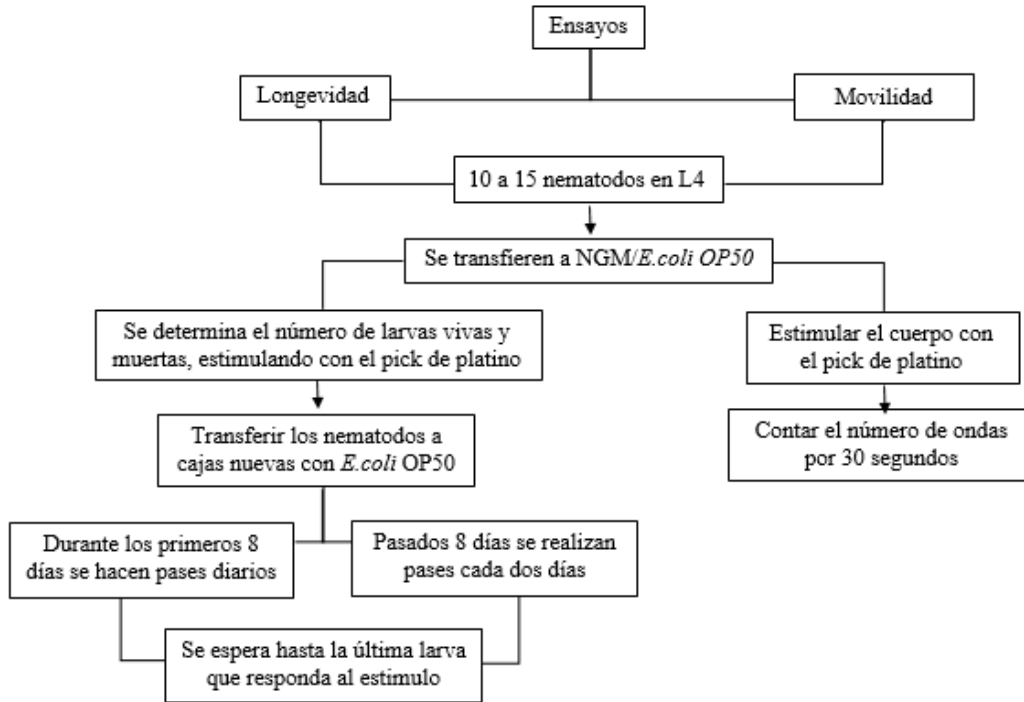 Ensayos
Longevidad
Movilidad
10 a 15 nematodos en L4
Se transfieren a NGM/E.coli OP50
Se determina el número de larvas vivas y
muertas, estimulando con el pick de platino
Estimular el cuerpo con
el pick de platino
Transferir los nematodos a
cajas nuevas con E.coli OP50
Contar el número de ondas
por 30 segundos
Durante los primeros 8
días se hacen pases diarios
Pasados 8 días se realizan
pases cada dos días
Se espera hasta la última larva
que responda al estimulo